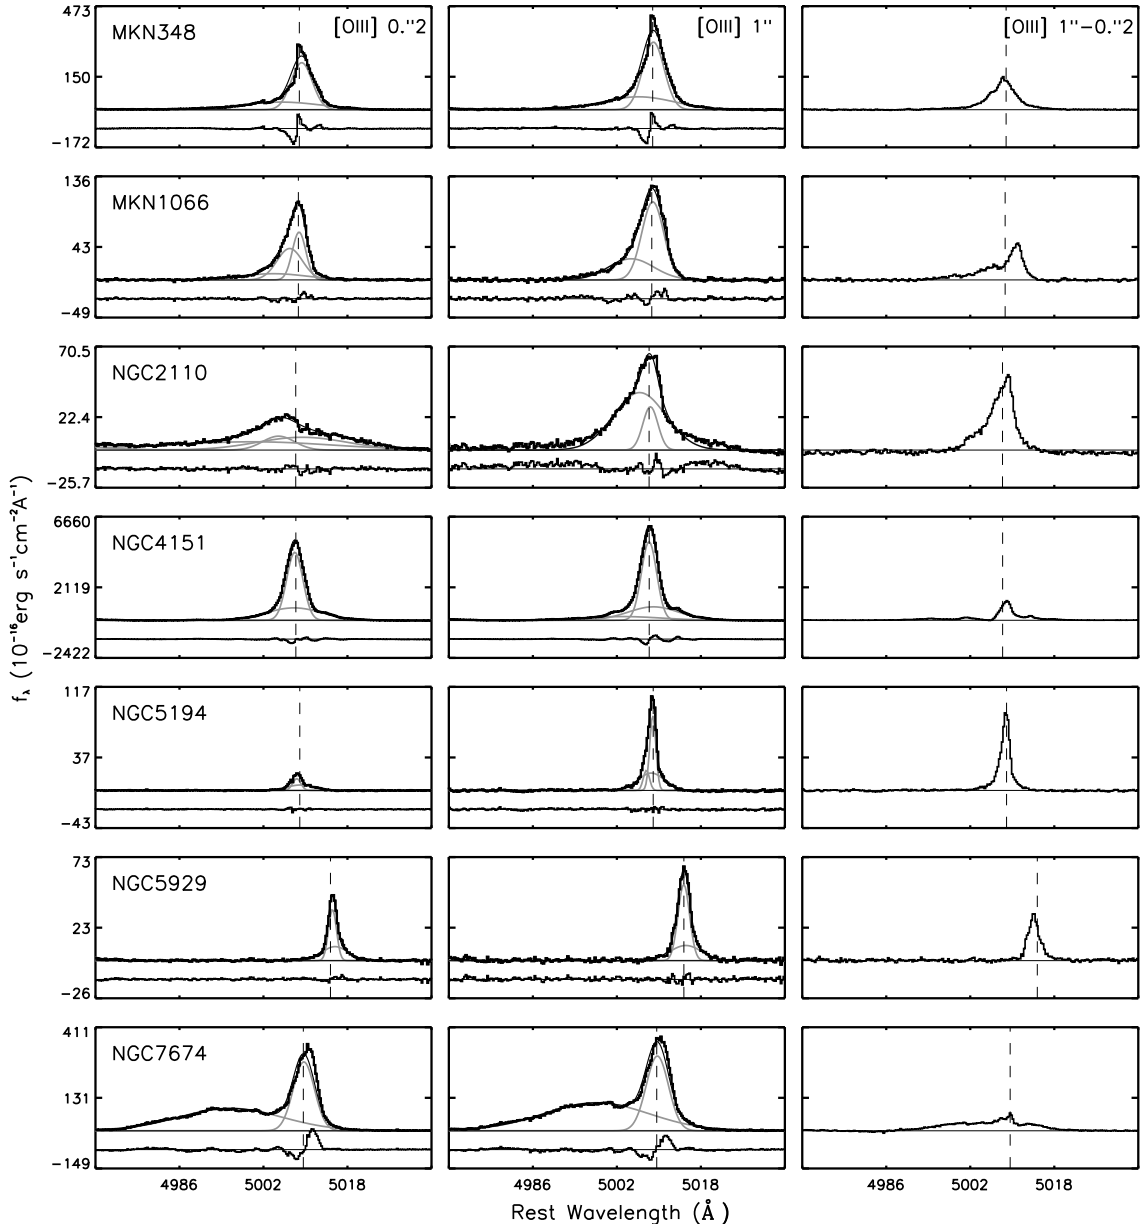 473
MKN348
[OIII] 0."2
[OIII] 1"
[OIII] 1"−0."2
150
−172
136
MKN1066
43
−49
70.5
NGC2110
22.4
−25.7
6660
NGC4151
2119
−2422
117
NGC5194
37
−43
73
NGC5929
23
−26
411
NGC7674
131
−149
fλ (10⁻¹⁶erg s⁻¹cm⁻²A⁻¹)
4986 5002 5018 4986 5002 5018 4986 5002 5018
Rest Wavelength (Å)